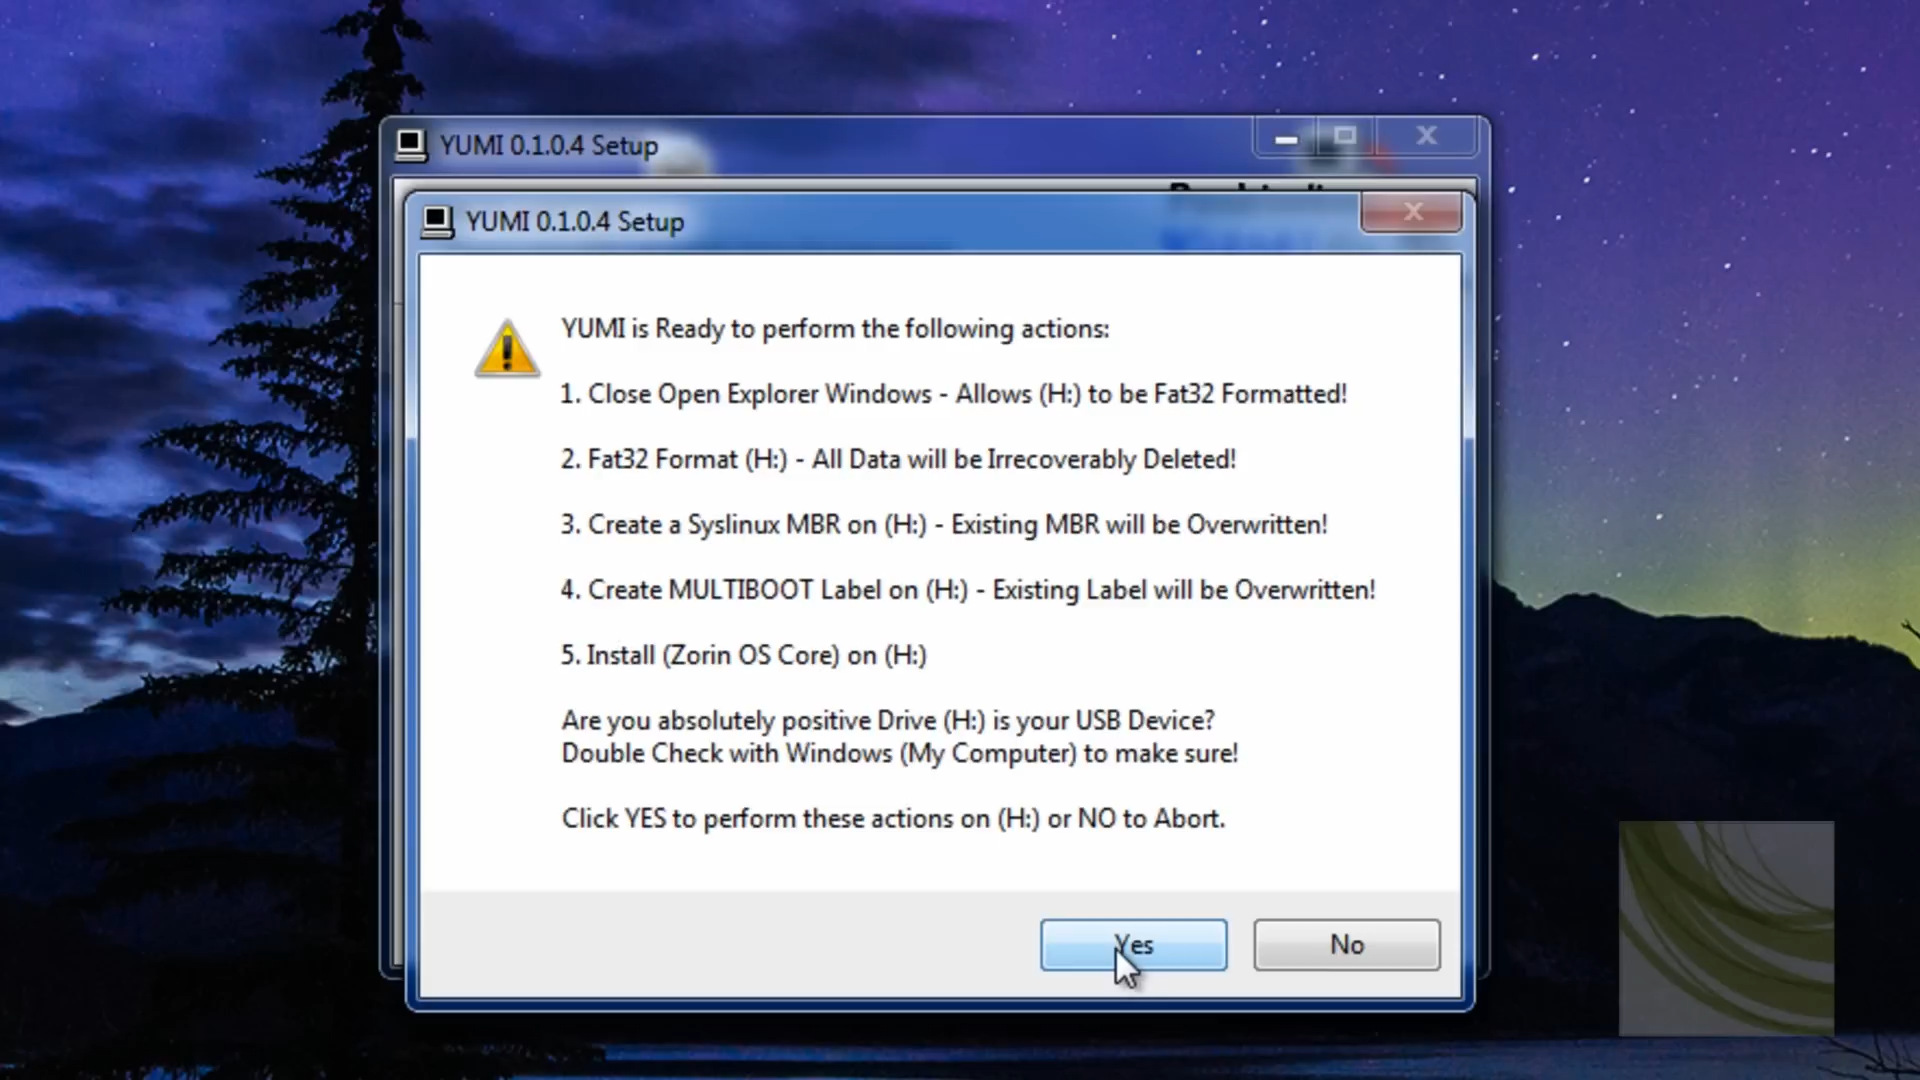 YUMI 0.1.0.4 Setup
YUMI 0.1.0.4 Setup
YUMI is Ready to perform the following actions:
1. Close Open Explorer Windows - Allows (H:) to be Fat32 Formatted!
2. Fat32 Format (H:) - All Data will be Irrecoverably Deleted!
3. Create a Syslinux MBR on (H:) - Existing MBR will be Overwritten!
4. Create MULTIBOOT Label on (H:) - Existing Label will be Overwritten!
5. Install (Zorin OS Core) on (H:)
Are you absolutely positive Drive (H:) is your USB Device?
Double Check with Windows (My Computer) to make sure!
Click YES to perform these actions on (H:) or NO to Abort.
Yes
No